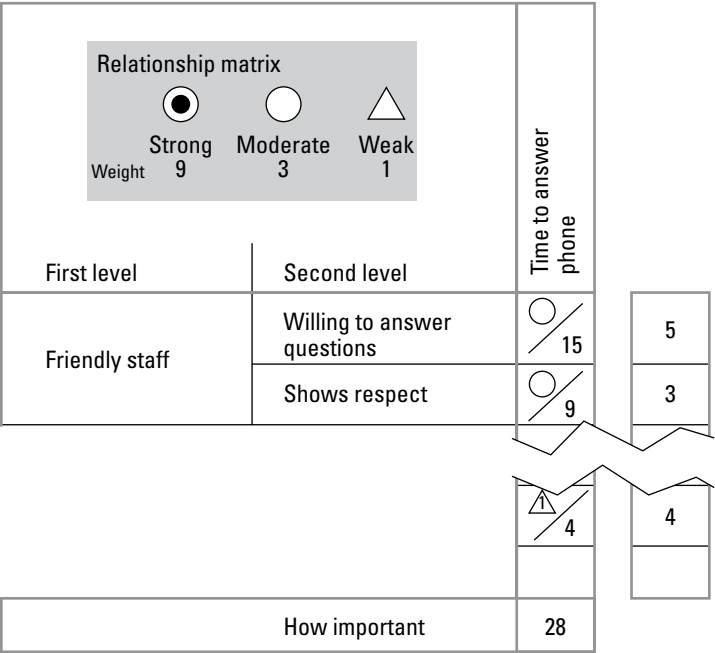 Relationship matrix
Strong Moderate Weak
Weight 9 3 1
Time to answer
phone
First level Second level
Friendly staff
Willing to answer
questions
15 5
Shows respect
9 3
1
4 4
How important 28